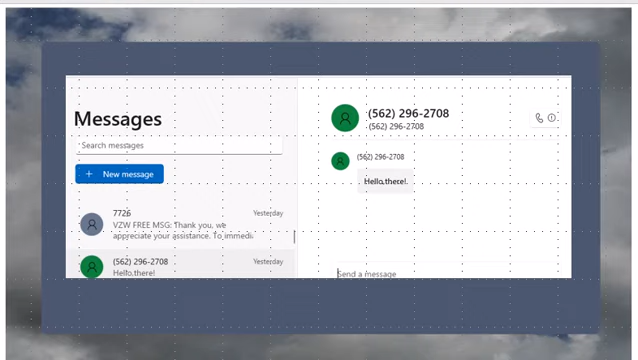 Messages
Search messages
+ New message
7726
Yesterday
VZW FREE MSG: Thank you, we
appreciate your assistance. To immedi
(562) 296-2708
Yesterday
Hello,there!
(562) 296-2708
(562) 296-2708
(562) 296-2708
Hello,there!
Send a message